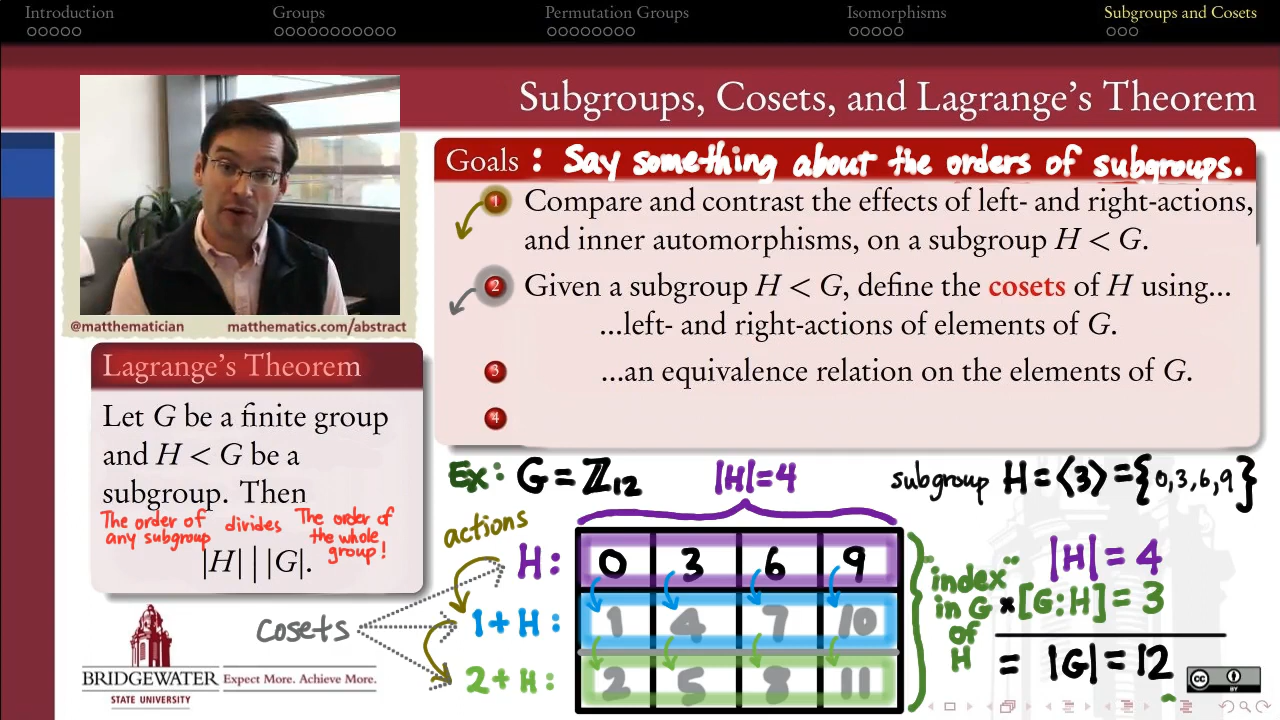 Introduction Groups Permutation Groups Isomorphisms Subgroups and Cosets
Subgroups, Cosets, and Lagrange's Theorem
@matthematician matthematics.com/abstract
Goals : Say something about the orders of subgroups.
1 Compare and contrast the effects of left- and right-actions,
and inner automorphisms, on a subgroup H < G.
2 Given a subgroup H < G, define the cosets of H using...
...left- and right-actions of elements of G.
3 ...an equivalence relation on the elements of G.
4
Lagrange's Theorem
Let G be a finite group
and H < G be a
subgroup. Then
The order of any subgroup
divides
The order of the whole group!
|H| | |G|.
Ex: G = ℤ₁₂ |H|=4 subgroup H = ⟨3⟩ = {0,3,6,9}
actions
H: 0 3 6 9
1+H: 1 4 7 10
2+H: 2 5 8 11
cosets
"index"
in G
of
H
|H| = 4
×[G:H] = 3
= |G| = 12
BRIDGEWATER
STATE UNIVERSITY
Expect More. Achieve More.
CC BY